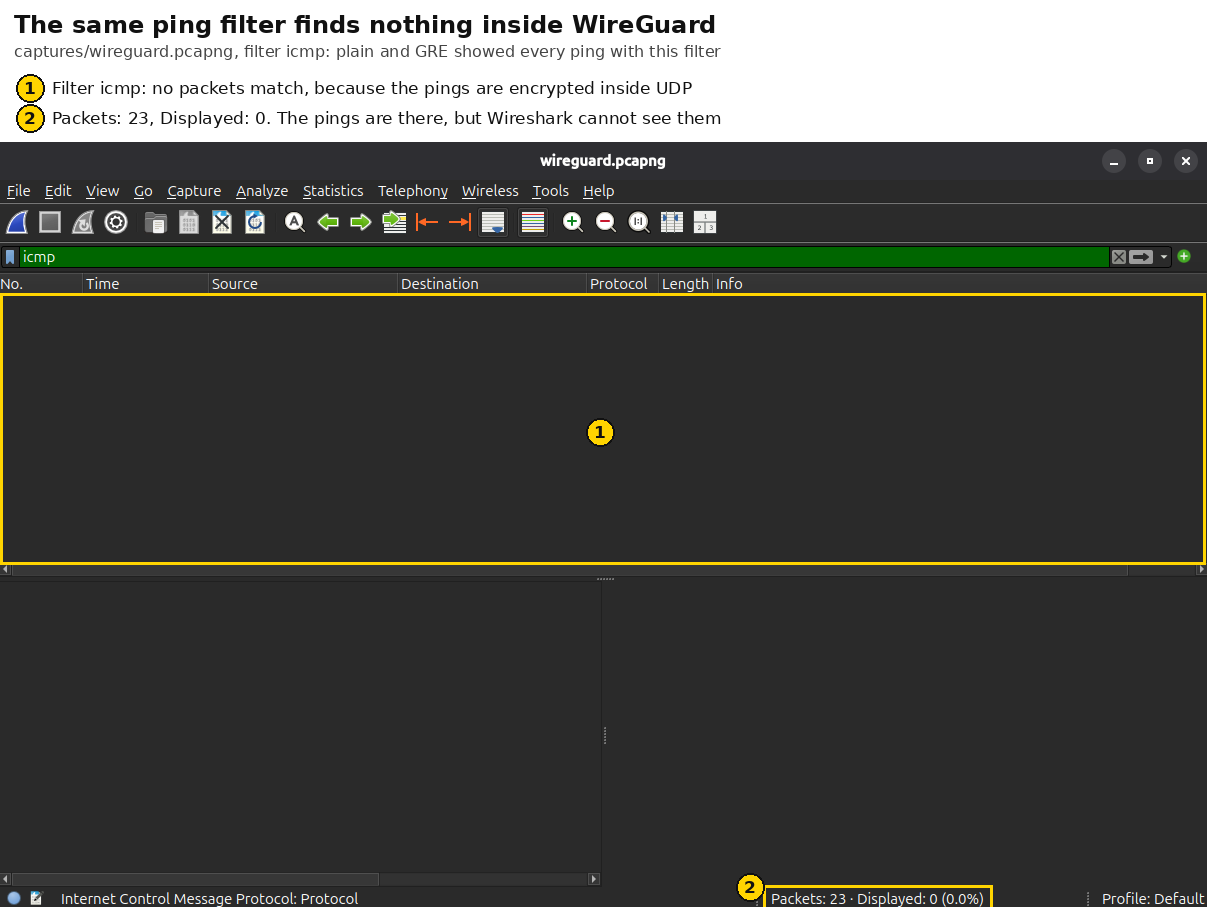 The same ping filter finds nothing inside WireGuard
captures/wireguard.pcapng, filter icmp: plain and GRE showed every ping with this filter
1 Filter icmp: no packets match, because the pings are encrypted inside UDP
2 Packets: 23, Displayed: 0. The pings are there, but Wireshark cannot see them
wireguard.pcapng
File Edit View Go Capture Analyze Statistics Telephony Wireless Tools Help
icmp
No. Time Source Destination Protocol Length Info
1
2
Internet Control Message Protocol: Protocol Packets: 23 · Displayed: 0 (0.0%) Profile: Default